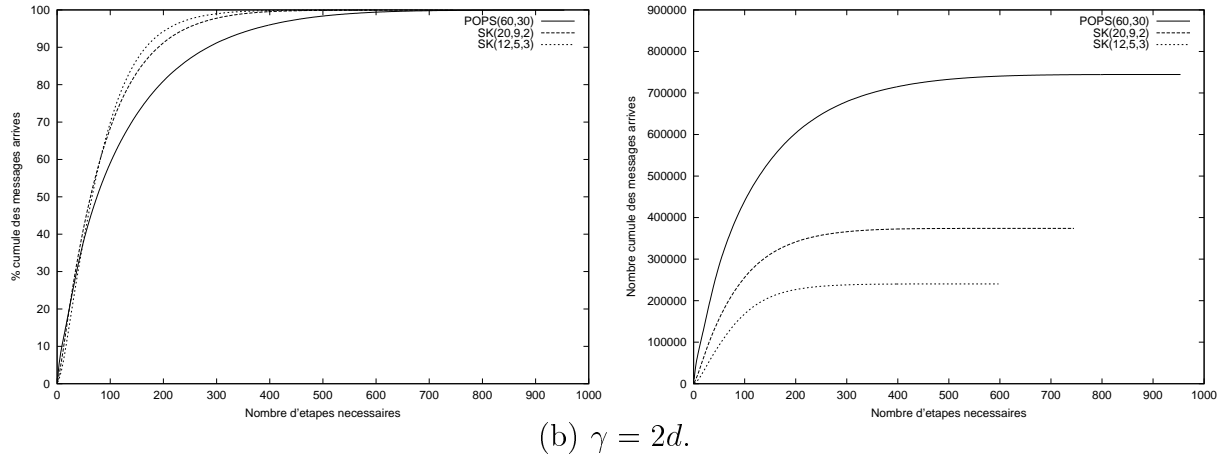 100
90
80
70
60
50
40
30
20
10
0
% cumule des messages arrives
0 100 200 300 400 500 600 700 800 900 1000
Nombre d'etapes necessaires
POPS(60,30)
SK(20,9,2)
SK(12,5,3)
900000
800000
700000
600000
500000
400000
300000
200000
100000
0
Nombre cumule des messages arrives
0 100 200 300 400 500 600 700 800 900 1000
Nombre d'etapes necessaires
POPS(60,30)
SK(20,9,2)
SK(12,5,3)
(b) γ = 2d.